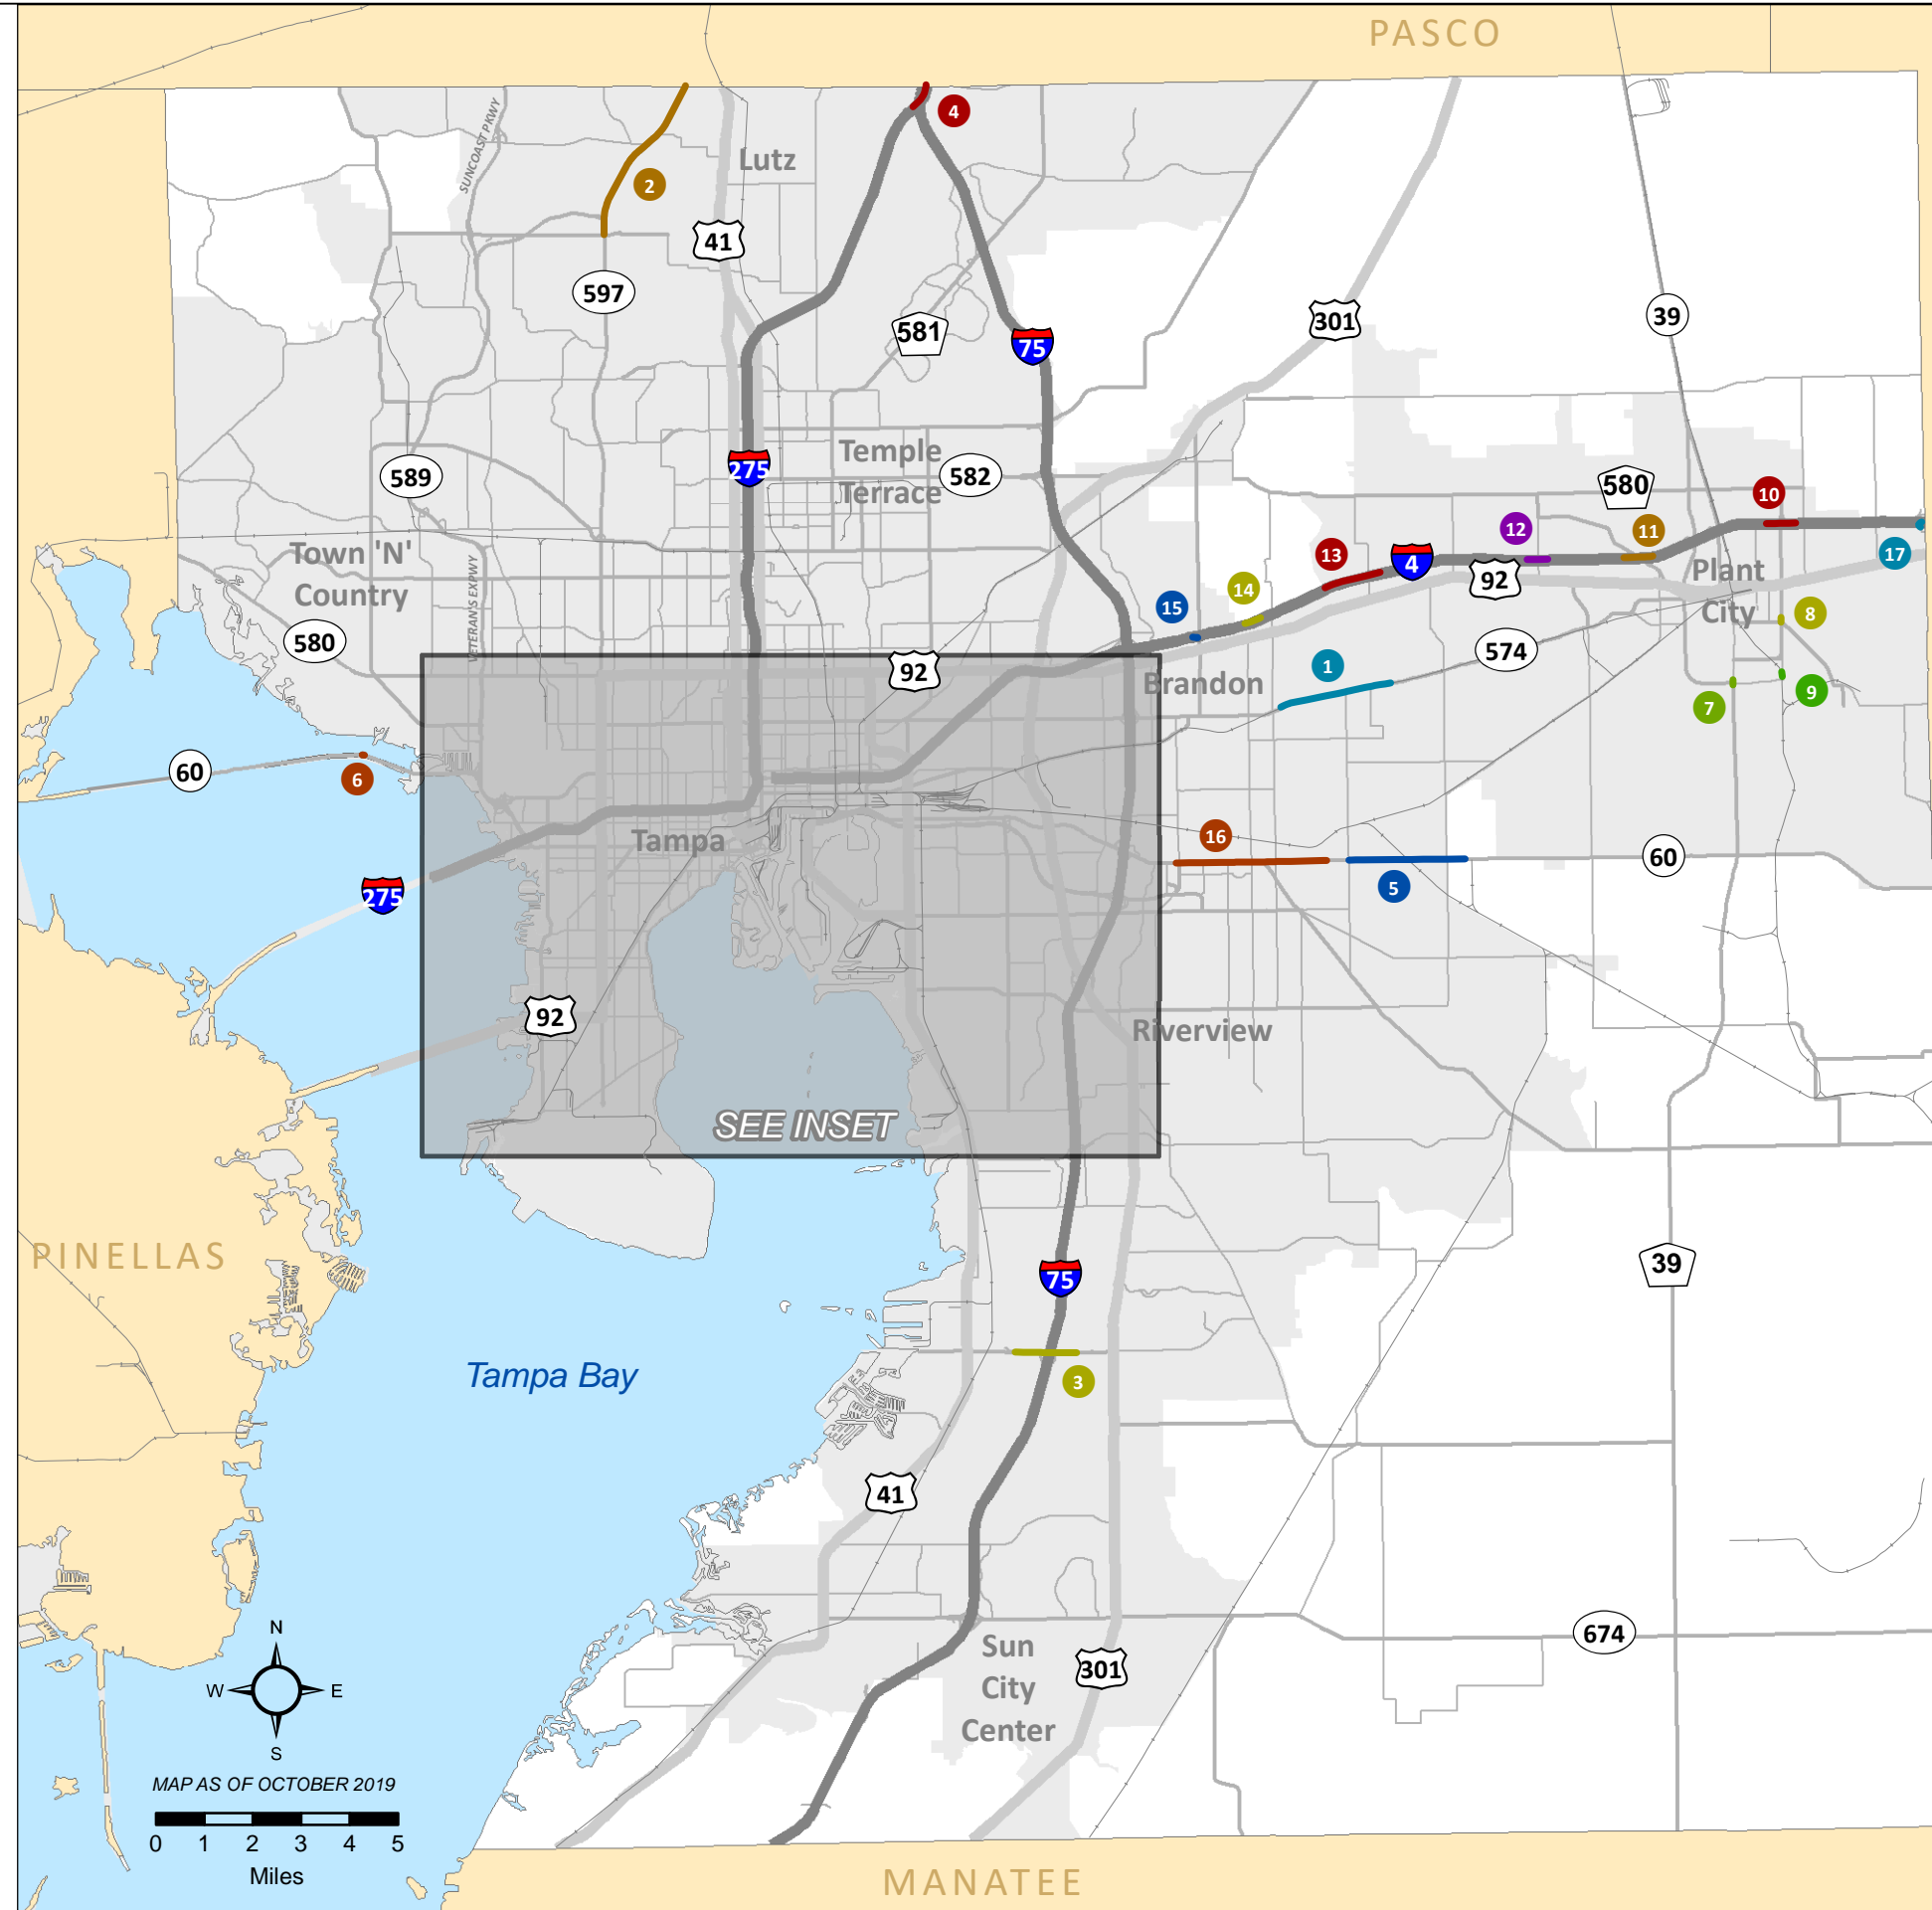 PASCO
4
SUNCOAST PKWY
Lutz
2
41
597
301
39
581
75
Temple
Terrace
275
589
582
580
10
12
11
13
4
17
Town 'N'
Country
92
Plant
City
14
15
8
VETERAN'S EXPWY
580
574
92
1
Brandon
9
7
60
6
16
Tampa
60
5
275
92
Riverview
SEE INSET
PINELLAS
39
75
Tampa Bay
3
41
674
N
W
E
S
Sun
City
Center
301
MAP AS OF OCTOBER 2019
0 1 2 3 4 5
Miles
MANATEE